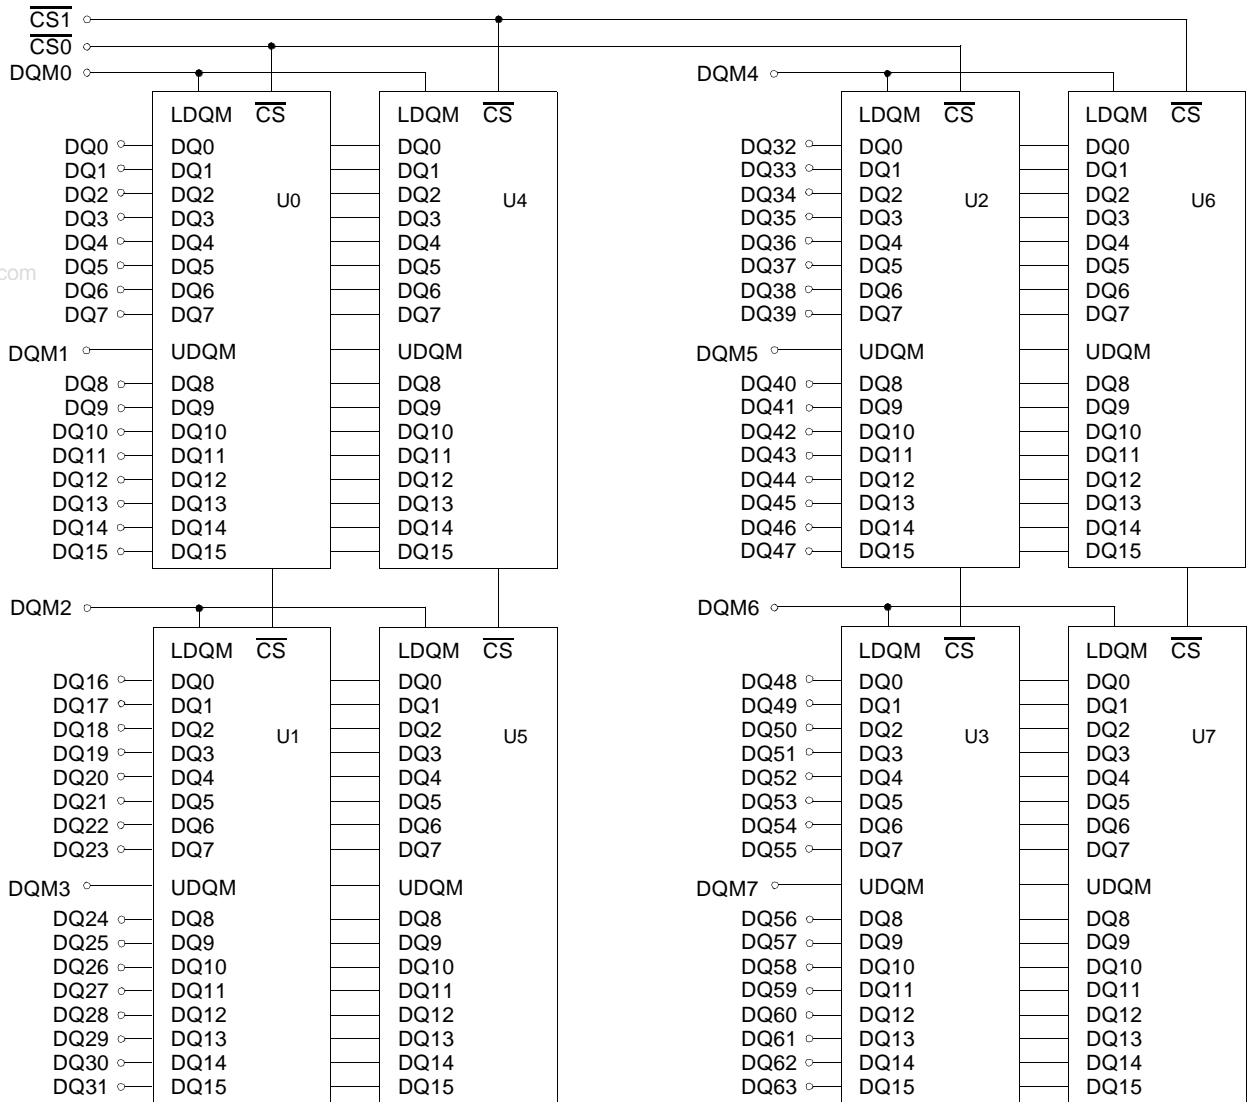 CS1
CS0
DQM0
LDQM CS
LDQM CS
DQ0 DQ0 DQ0
DQ1 DQ1 DQ1
DQ2 DQ2 U0 DQ2 U4
DQ3 DQ3 DQ3
DQ4 DQ4 DQ4
DQ5 DQ5 DQ5
DQ6 DQ6 DQ6
DQ7 DQ7 DQ7
DQM1 UDQM UDQM
DQ8 DQ8 DQ8
DQ9 DQ9 DQ9
DQ10 DQ10 DQ10
DQ11 DQ11 DQ11
DQ12 DQ12 DQ12
DQ13 DQ13 DQ13
DQ14 DQ14 DQ14
DQ15 DQ15 DQ15
com
DQM2
LDQM CS
LDQM CS
DQ16 DQ0 DQ0
DQ17 DQ1 DQ1
DQ18 DQ2 U1 DQ2 U5
DQ19 DQ3 DQ3
DQ20 DQ4 DQ4
DQ21 DQ5 DQ5
DQ22 DQ6 DQ6
DQ23 DQ7 DQ7
DQM3 UDQM UDQM
DQ24 DQ8 DQ8
DQ25 DQ9 DQ9
DQ26 DQ10 DQ10
DQ27 DQ11 DQ11
DQ28 DQ12 DQ12
DQ29 DQ13 DQ13
DQ30 DQ14 DQ14
DQ31 DQ15 DQ15
DQM4
LDQM CS
LDQM CS
DQ32 DQ0 DQ0
DQ33 DQ1 DQ1
DQ34 DQ2 U2 DQ2 U6
DQ35 DQ3 DQ3
DQ36 DQ4 DQ4
DQ37 DQ5 DQ5
DQ38 DQ6 DQ6
DQ39 DQ7 DQ7
DQM5 UDQM UDQM
DQ40 DQ8 DQ8
DQ41 DQ9 DQ9
DQ42 DQ10 DQ10
DQ43 DQ11 DQ11
DQ44 DQ12 DQ12
DQ45 DQ13 DQ13
DQ46 DQ14 DQ14
DQ47 DQ15 DQ15
DQM6
LDQM CS
LDQM CS
DQ48 DQ0 DQ0
DQ49 DQ1 DQ1
DQ50 DQ2 U3 DQ2 U7
DQ51 DQ3 DQ3
DQ52 DQ4 DQ4
DQ53 DQ5 DQ5
DQ54 DQ6 DQ6
DQ55 DQ7 DQ7
DQM7 UDQM UDQM
DQ56 DQ8 DQ8
DQ57 DQ9 DQ9
DQ58 DQ10 DQ10
DQ59 DQ11 DQ11
DQ60 DQ12 DQ12
DQ61 DQ13 DQ13
DQ62 DQ14 DQ14
DQ63 DQ15 DQ15